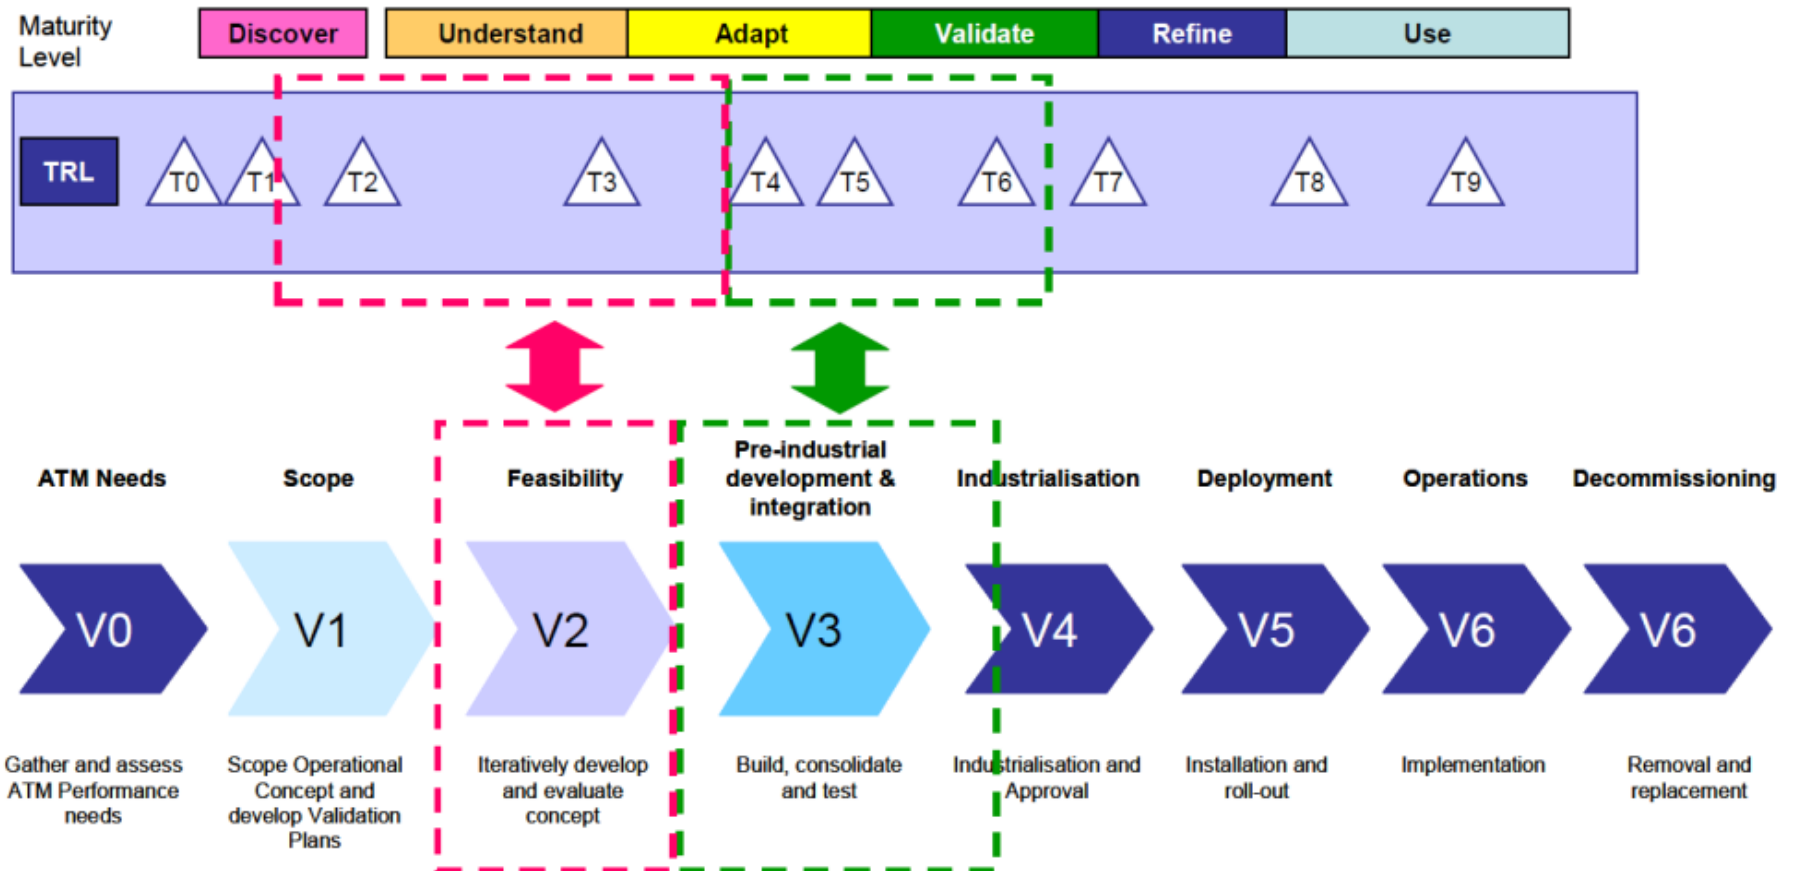 Maturity
Level
Discover
Understand
Adapt
Validate
Refine
Use
TRL
T0
T1
T2
T3
T4
T5
T6
T7
T8
T9
ATM Needs
Scope
Feasibility
Pre-industrial
development &
integration
Industrialisation
Deployment
Operations
Decommissioning
V0
V1
V2
V3
V4
V5
V6
V6
Gather and assess
ATM Performance
needs
Scope Operational
Concept and
develop Validation
Plans
Iteratively develop
and evaluate
concept
Build, consolidate
and test
Industrialisation and
Approval
Installation and
roll-out
Implementation
Removal and
replacement